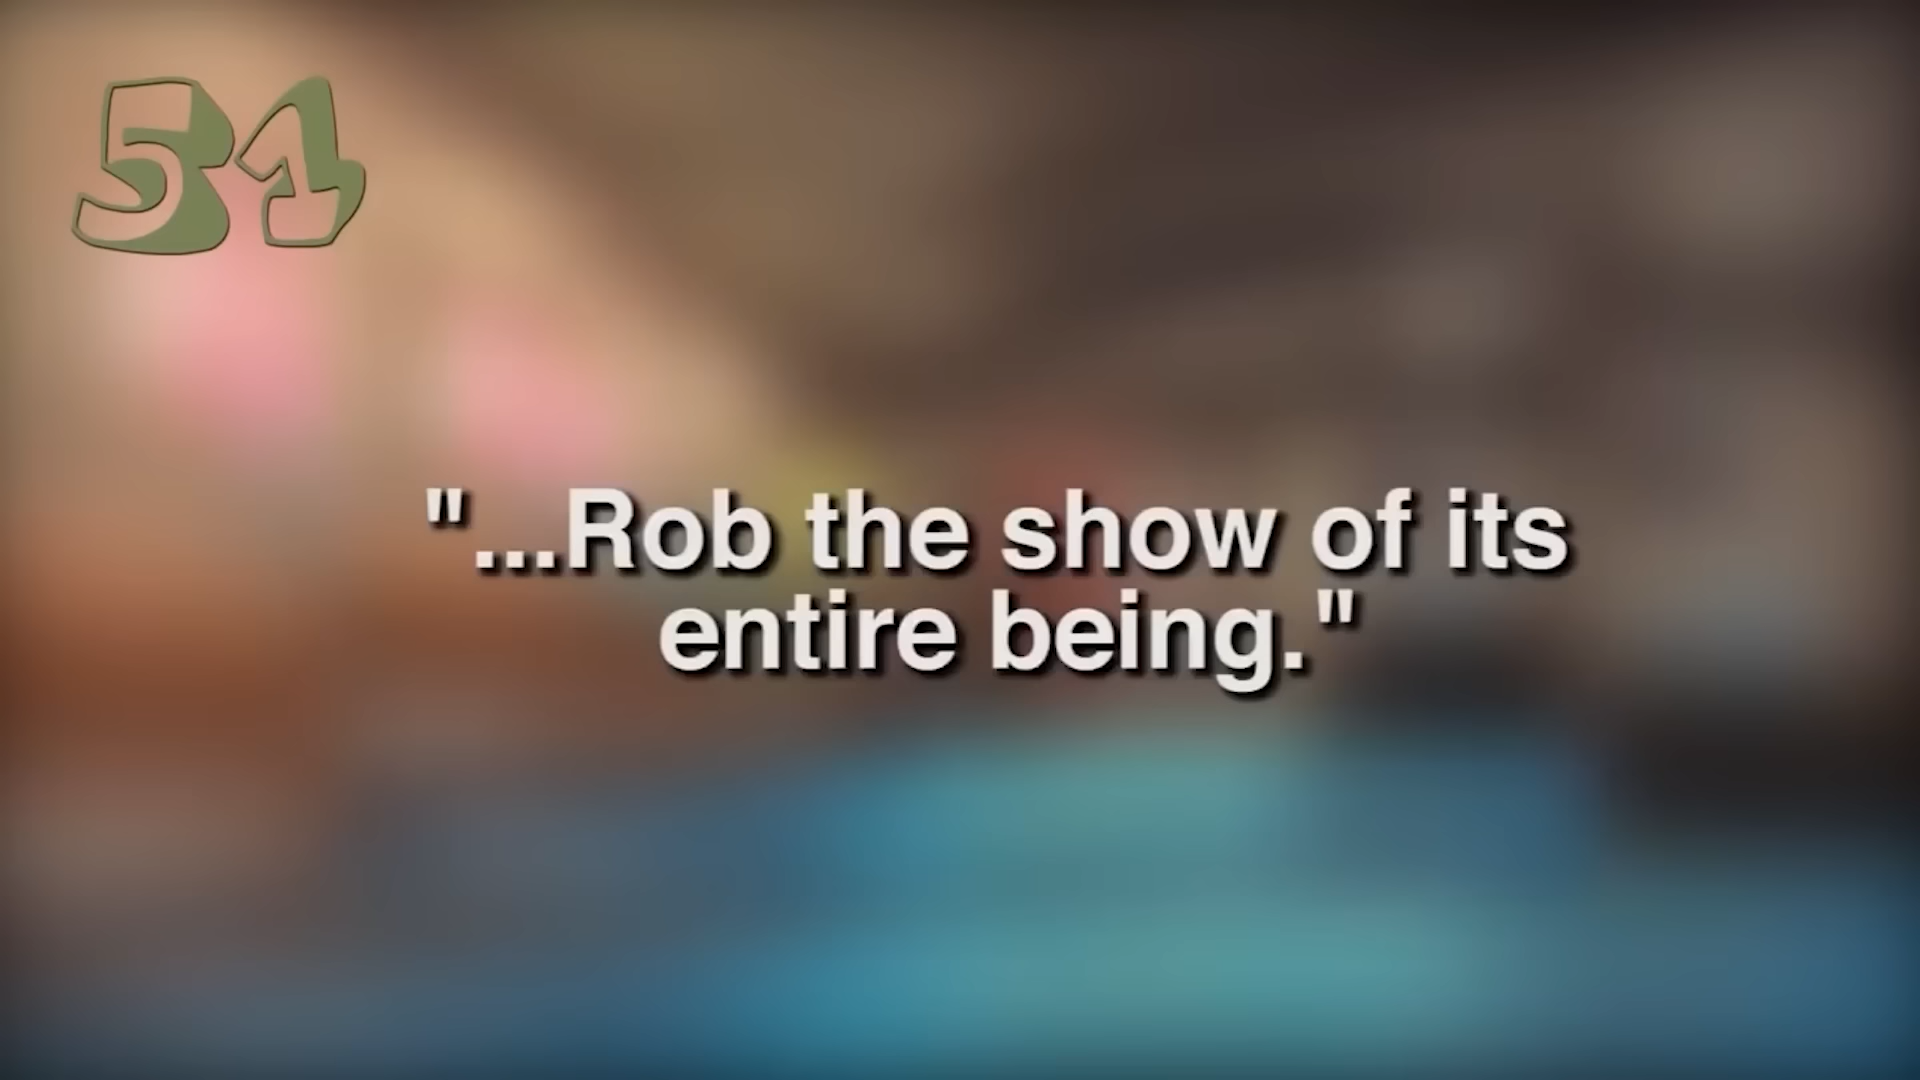 51
"...Rob the show of its
entire being."